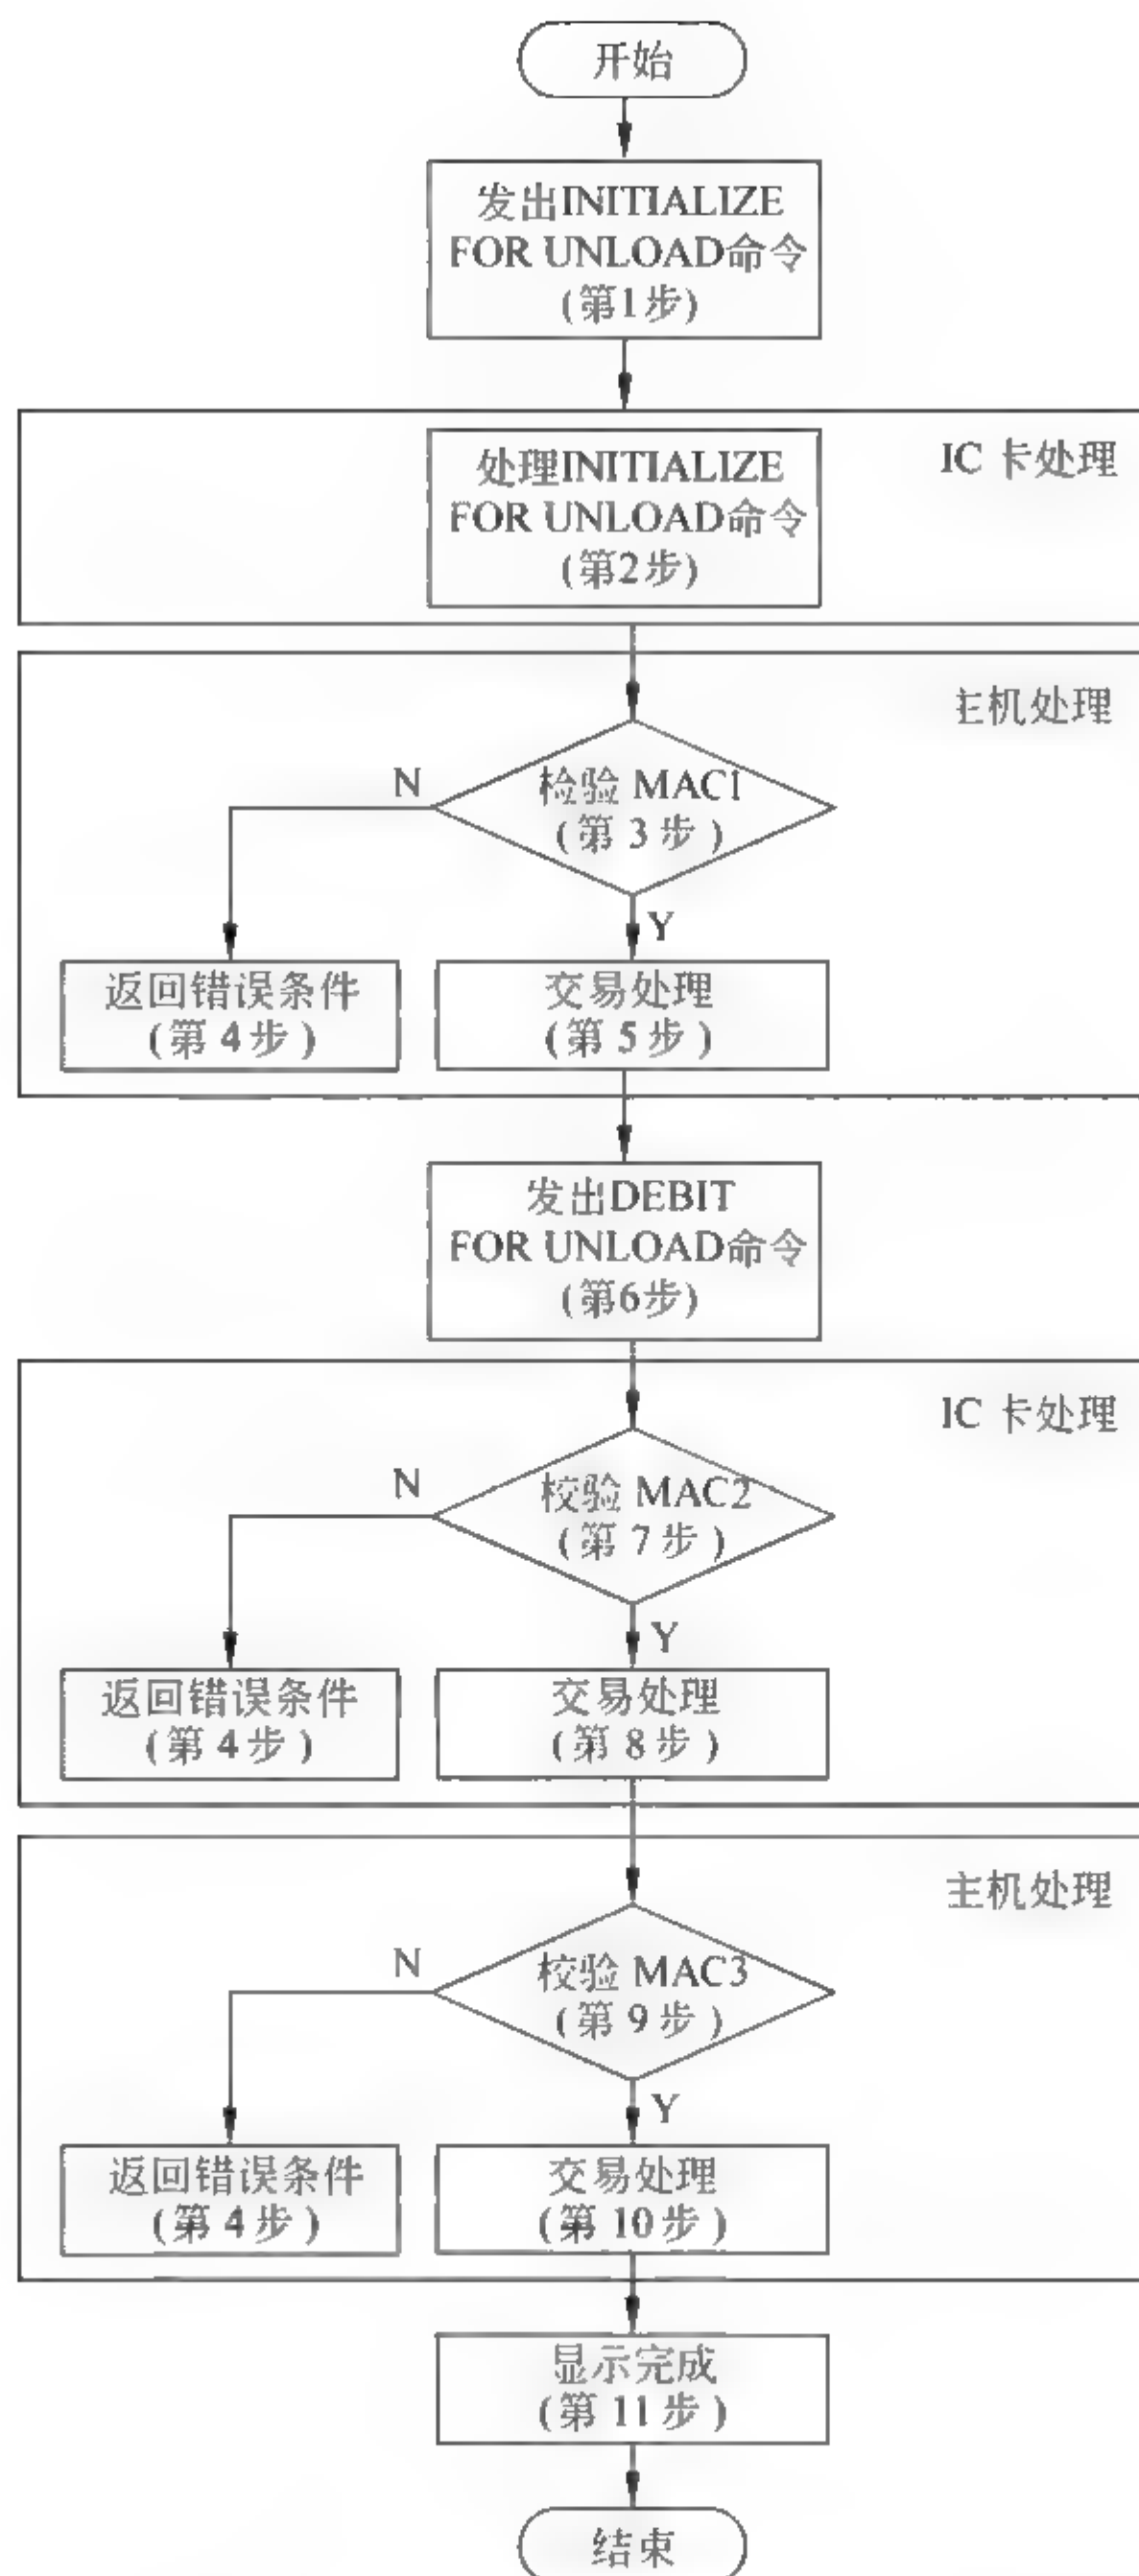 开始
发出INITIALIZE
FOR UNLOAD命令
(第1步)
IC 卡处理
处理INITIALIZE
FOR UNLOAD命令
(第2步)
主机处理
N
检验 MAC1
(第 3 步)
Y
返回错误条件
(第 4 步)
交易处理
(第 5 步)
发出DEBIT
FOR UNLOAD命令
(第6步)
IC 卡处理
N
校验 MAC2
(第 7 步)
Y
返回错误条件
(第 4 步)
交易处理
(第 8 步)
主机处理
N
校验 MAC3
(第 9 步)
Y
返回错误条件
(第 4 步)
交易处理
(第 10 步)
显示完成
(第 11 步)
结束